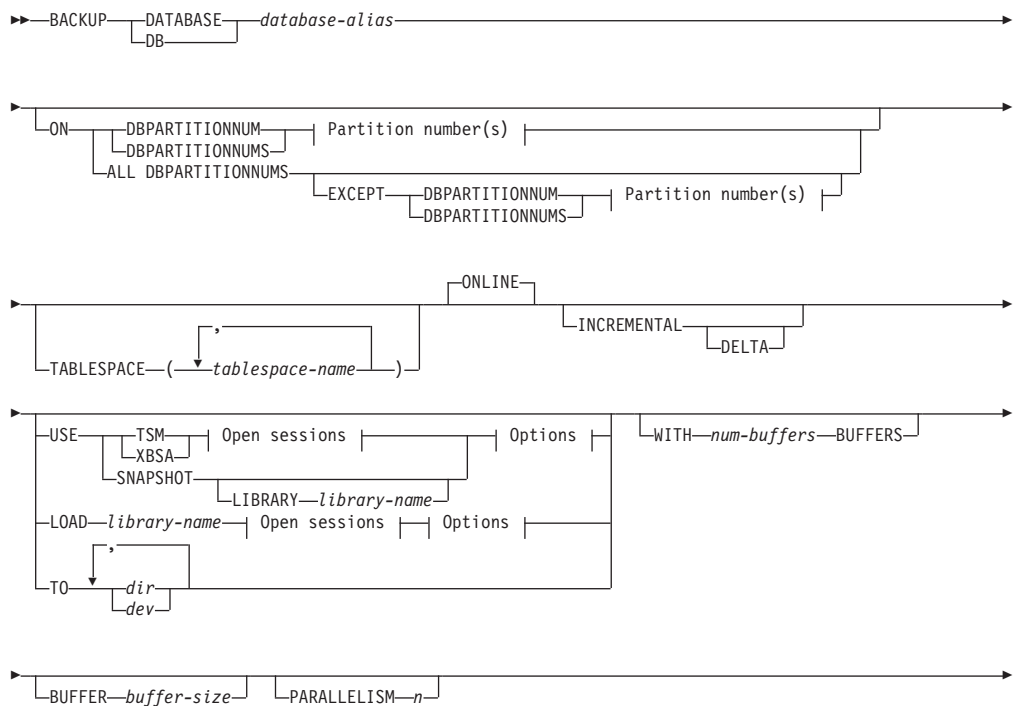 BACKUP DATABASE database-alias
DB
ON DBPARTITIONNUM Partition number(s)
DBPARTITIONNUMS
ALL DBPARTITIONNUMS
EXCEPT DBPARTITIONNUM Partition number(s)
DBPARTITIONNUMS
ONLINE
,
INCREMENTAL
DELTA
TABLESPACE ( tablespace-name )
USE TSM Open sessions Options WITH num-buffers BUFFERS
XBSA
SNAPSHOT
LIBRARY library-name
LOAD library-name Open sessions Options
,
TO dir
dev
BUFFER buffer-size PARALLELISM n